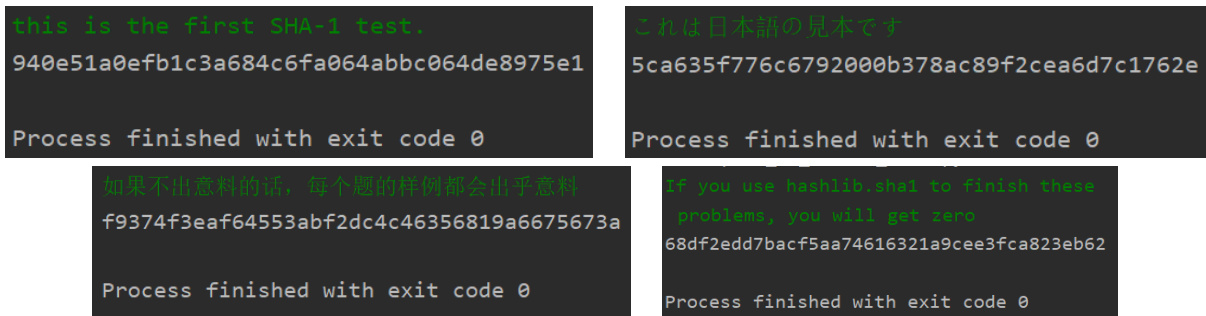 this is the first SHA-1 test.
940e51a0efb1c3a684c6fa064abbc064de8975e1
Process finished with exit code 0
これは日本語の見本です
5ca635f776c6792000b378ac89f2cea6d7c1762e
Process finished with exit code 0
如果不出意料的话，每个题的样例都会出乎意料
f9374f3eaf64553abf2dc4c46356819a6675673a
Process finished with exit code 0
If you use hashlib.sha1 to finish these
problems, you will get zero
68df2edd7bacf5aa74616321a9cee3fca823eb62
Process finished with exit code 0